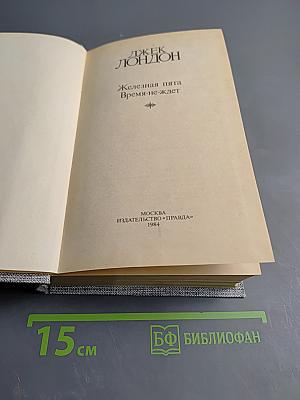 ДЖЕК
ЛОНДОН
Железная пята
Время-не-ждет
МОСКВА
ИЗДАТЕЛЬСТВО «ПРАВДА»
1984
15 см
БФ БИБЛИОФАН